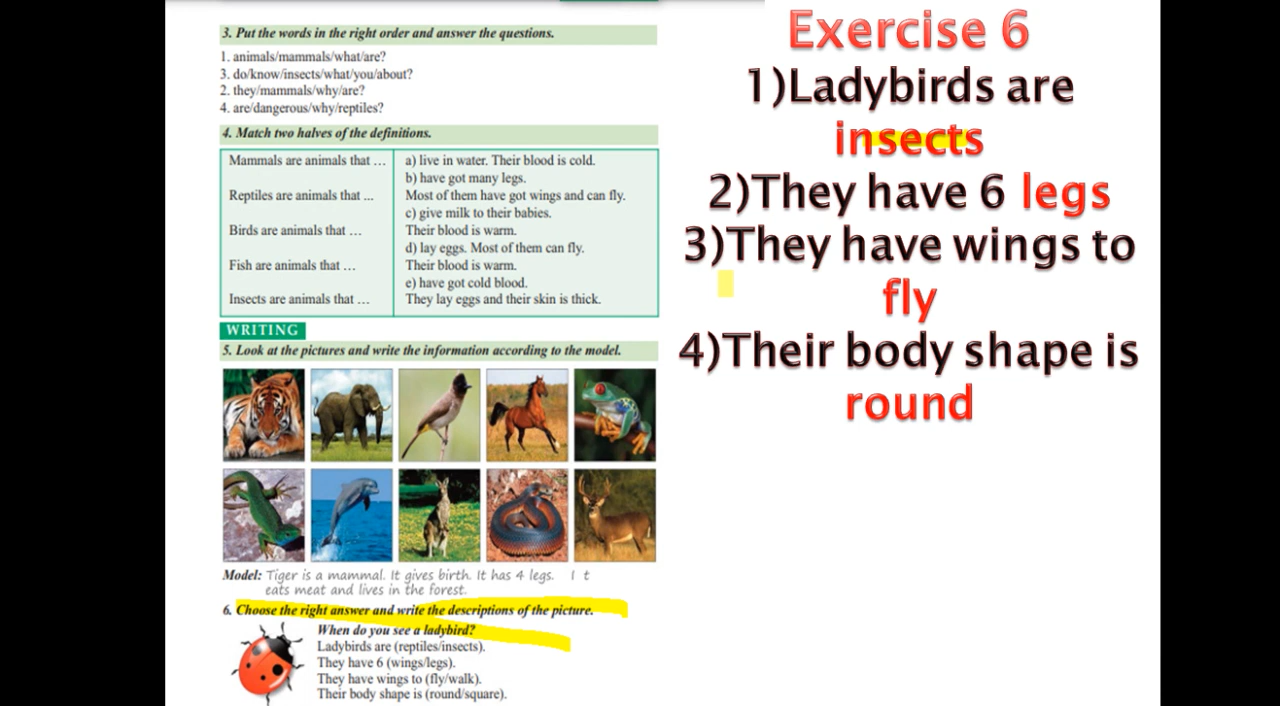 3. Put the words in the right order and answer the questions.
1. animals/mammals/what/are?
3. do/know/insects/what/you/about?
2. they/mammals/why/are?
4. are/dangerous/why/reptiles?
4. Match two halves of the definitions.
Mammals are animals that …
Reptiles are animals that ...
Birds are animals that …
Fish are animals that …
Insects are animals that …
a) live in water. Their blood is cold.
b) have got many legs.
Most of them have got wings and can fly.
c) give milk to their babies.
Their blood is warm.
d) lay eggs. Most of them can fly.
Their blood is warm.
e) have got cold blood.
They lay eggs and their skin is thick.
WRITING
5. Look at the pictures and write the information according to the model.
Model: Tiger is a mammal. It gives birth. It has 4 legs. I t
eats meat and lives in the forest.
6. Choose the right answer and write the descriptions of the picture.
When do you see a ladybird?
Ladybirds are (reptiles/insects).
They have 6 (wings/legs).
They have wings to (fly/walk).
Their body shape is (round/square).
Exercise 6
1)Ladybirds are
insects
2)They have 6 legs
3)They have wings to
fly
4)Their body shape is
round